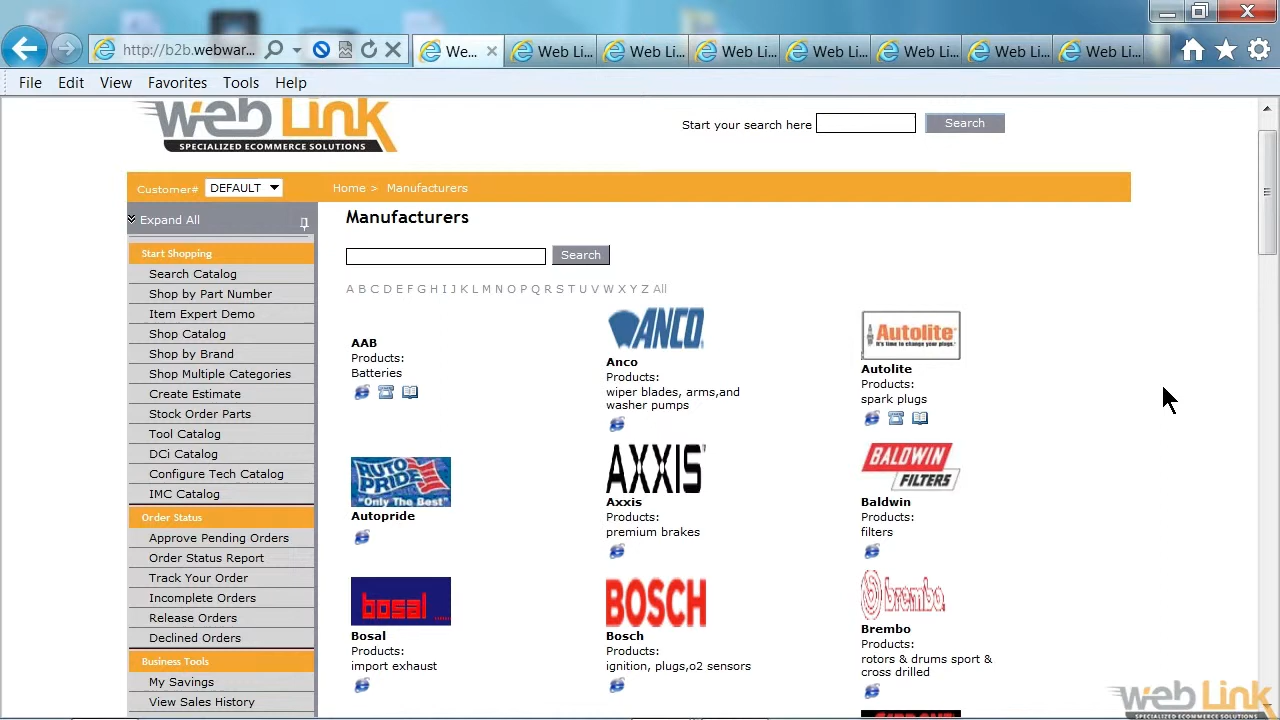 http://b2b.webwar...
We...
Web Li...
Web Li...
Web Li...
Web Li...
Web Li...
Web Li...
Web Li...
File Edit View Favorites Tools Help
web Link
SPECIALIZED ECOMMERCE SOLUTIONS
Start your search here
Search
Customer# DEFAULT
Home > Manufacturers
Expand All
Start Shopping
Search Catalog
Shop by Part Number
Item Expert Demo
Shop Catalog
Shop by Brand
Shop Multiple Categories
Create Estimate
Stock Order Parts
Tool Catalog
DCi Catalog
Configure Tech Catalog
IMC Catalog
Order Status
Approve Pending Orders
Order Status Report
Track Your Order
Incomplete Orders
Release Orders
Declined Orders
Business Tools
My Savings
View Sales History
Manufacturers
Search
A B C D E F G H I J K L M N O P Q R S T U V W X Y Z All
AAB
Products:
Batteries
ANCO
Anco
Products:
wiper blades, arms,and
washer pumps
Autolite
It's time to change your plugs.
Autolite
Products:
spark plugs
AUTO
PRIDE
"Only The Best"
Autopride
AXXIS
Axxis
Products:
premium brakes
BALDWIN
FILTERS
Baldwin
Products:
filters
bosal
Bosal
Products:
import exhaust
BOSCH
Bosch
Products:
ignition, plugs,o2 sensors
brembo
Brembo
Products:
rotors & drums sport &
cross drilled
web Link
SPECIALIZED ECOMMERCE SOLUTIONS